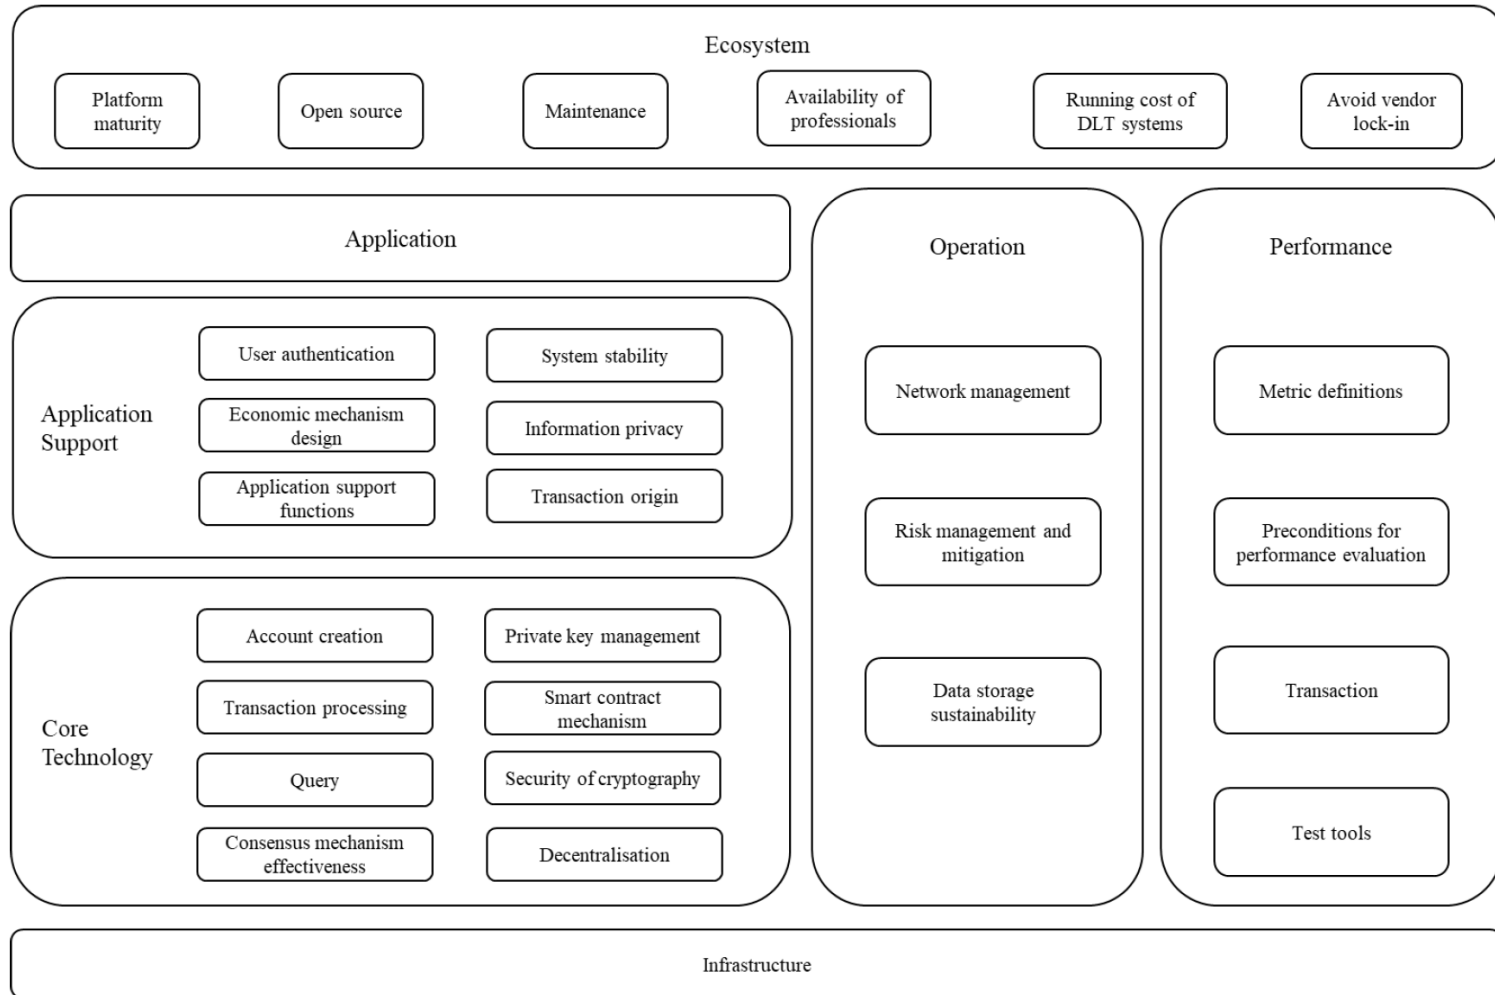 Ecosystem
Platform
maturity
Open source
Maintenance
Availability of
professionals
Running cost of
DLT systems
Avoid vendor
lock-in
Application
Application
Support
User authentication
System stability
Economic mechanism
design
Information privacy
Application support
functions
Transaction origin
Core
Technology
Account creation
Private key management
Transaction processing
Smart contract
mechanism
Query
Security of cryptography
Consensus mechanism
effectiveness
Decentralisation
Operation
Network management
Risk management and
mitigation
Data storage
sustainability
Performance
Metric definitions
Preconditions for
performance evaluation
Transaction
Test tools
Infrastructure